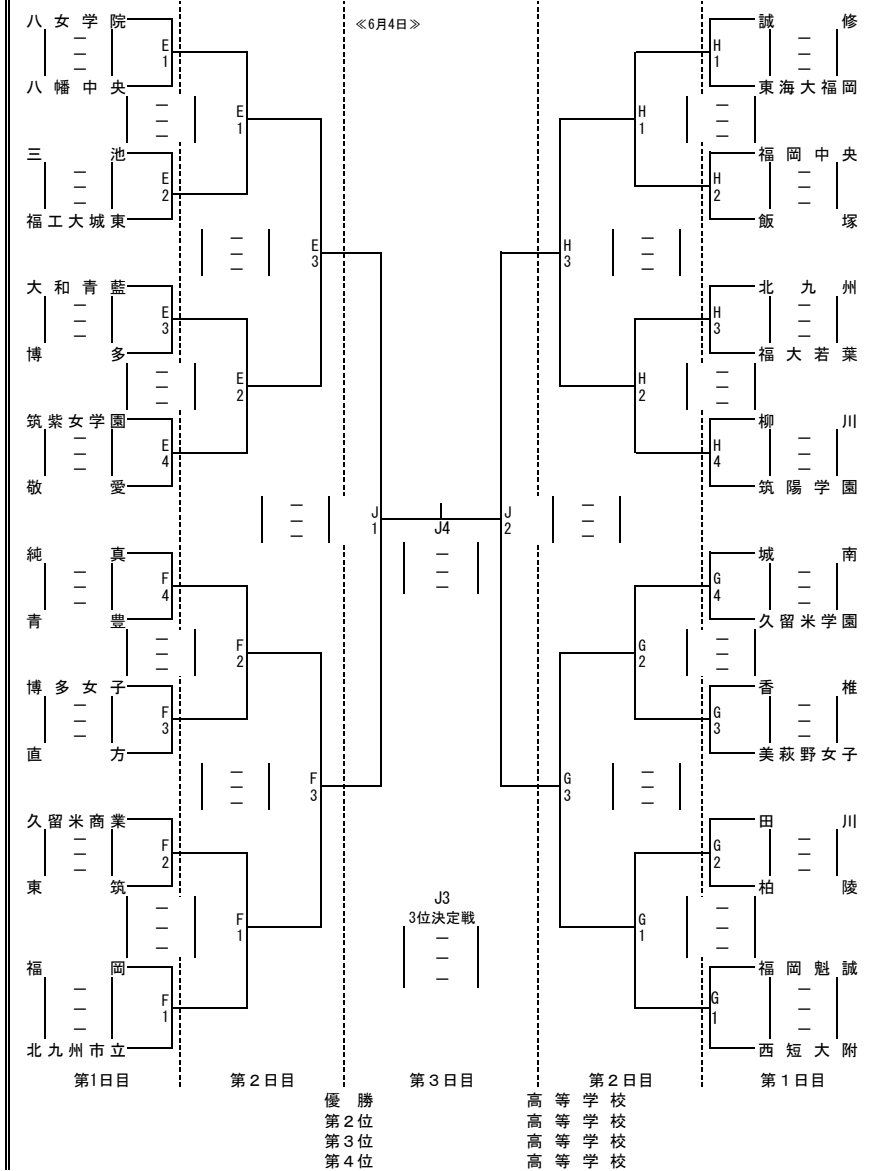 ≪6月4日≫
八女学院
E1
八幡中央
E1
三池
E2
福工大城東
E3
大和青藍
E3
博多
E2
筑紫女学園
E4
敬愛
J1
純真
F4
青豊
F2
博多女子
F3
直方
F3
久留米商業
F2
東筑
F1
福岡
F1
北九州市立
J4
J3
3位決定戦
誠修
H1
東海大福岡
H1
福岡中央
H2
飯塚
H3
北九州
H3
福大若葉
H2
柳川
H4
筑陽学園
J2
城南
G4
久留米学園
G2
香椎
G3
美萩野女子
G3
田川
G2
柏陵
G1
福岡魁誠
G1
西短大附
第1日目 第2日目 第3日目 第2日目 第1日目
優勝 高等学校
第2位 高等学校
第3位 高等学校
第4位 高等学校